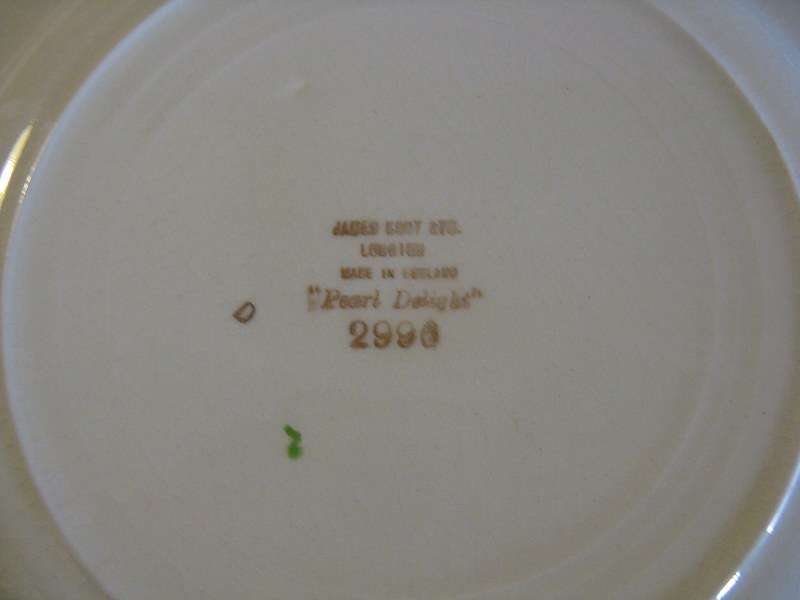 JAMES KENT LTD.
LONGTON
MADE IN ENGLAND
"Pearl Delight"
D
2996